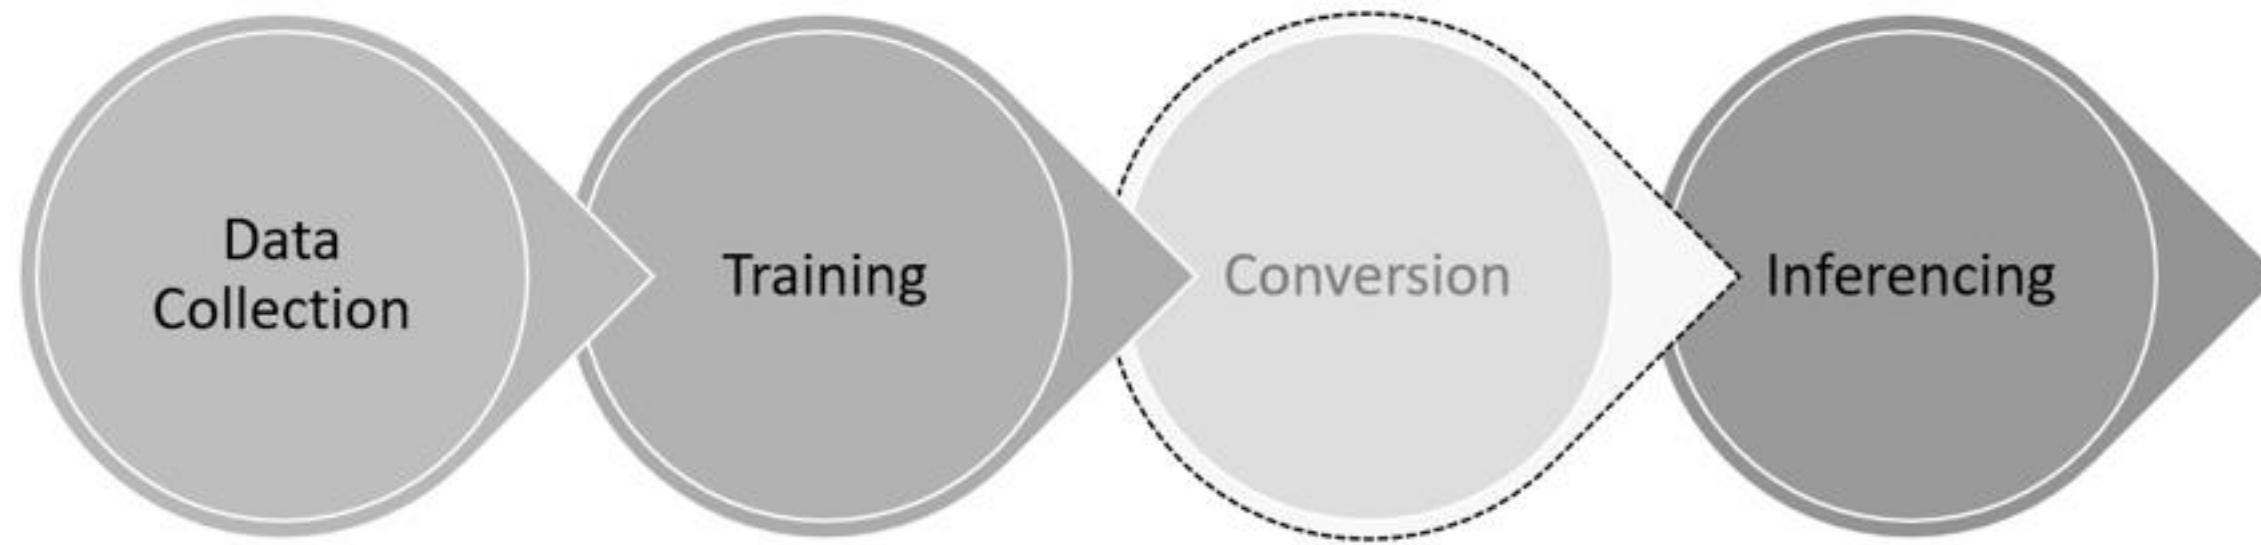 Data
Collection
Training
Conversion
Inferencing